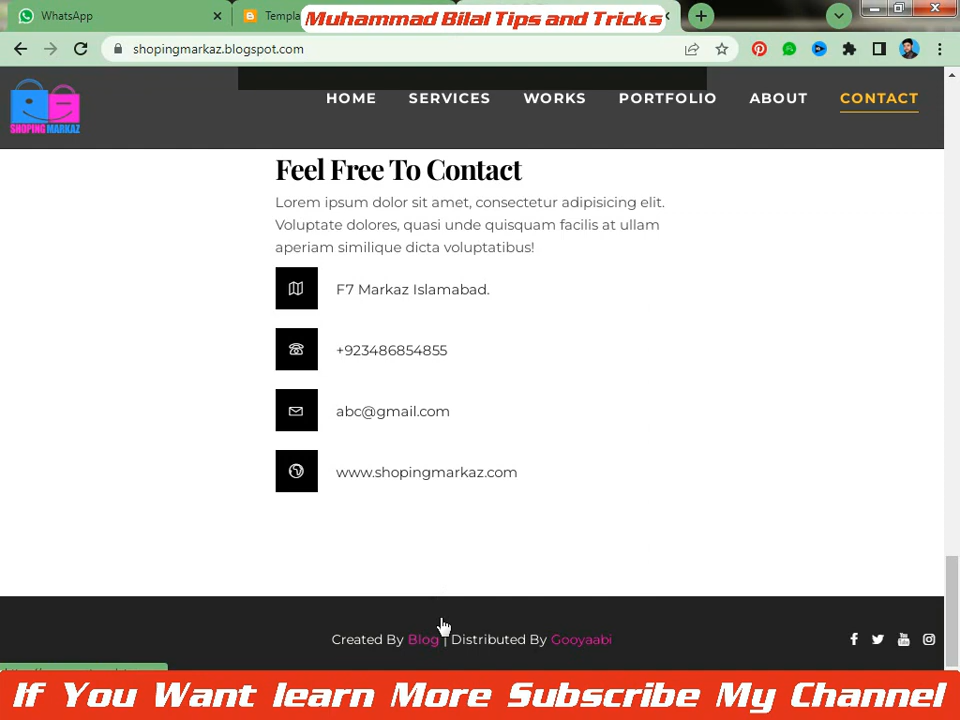 WhatsApp
Templa
Muhammad Bilal Tips and Tricks
shopingmarkaz.blogspot.com
SHOPING MARKAZ
HOME
SERVICES
WORKS
PORTFOLIO
ABOUT
CONTACT
Feel Free To Contact
Lorem ipsum dolor sit amet, consectetur adipisicing elit.
Voluptate dolores, quasi unde quisquam facilis at ullam
aperiam similique dicta voluptatibus!
F7 Markaz Islamabad.
+923486854855
abc@gmail.com
www.shopingmarkaz.com
Created By Blog | Distributed By Gooyaabi
If You Want learn More Subscribe My Channel